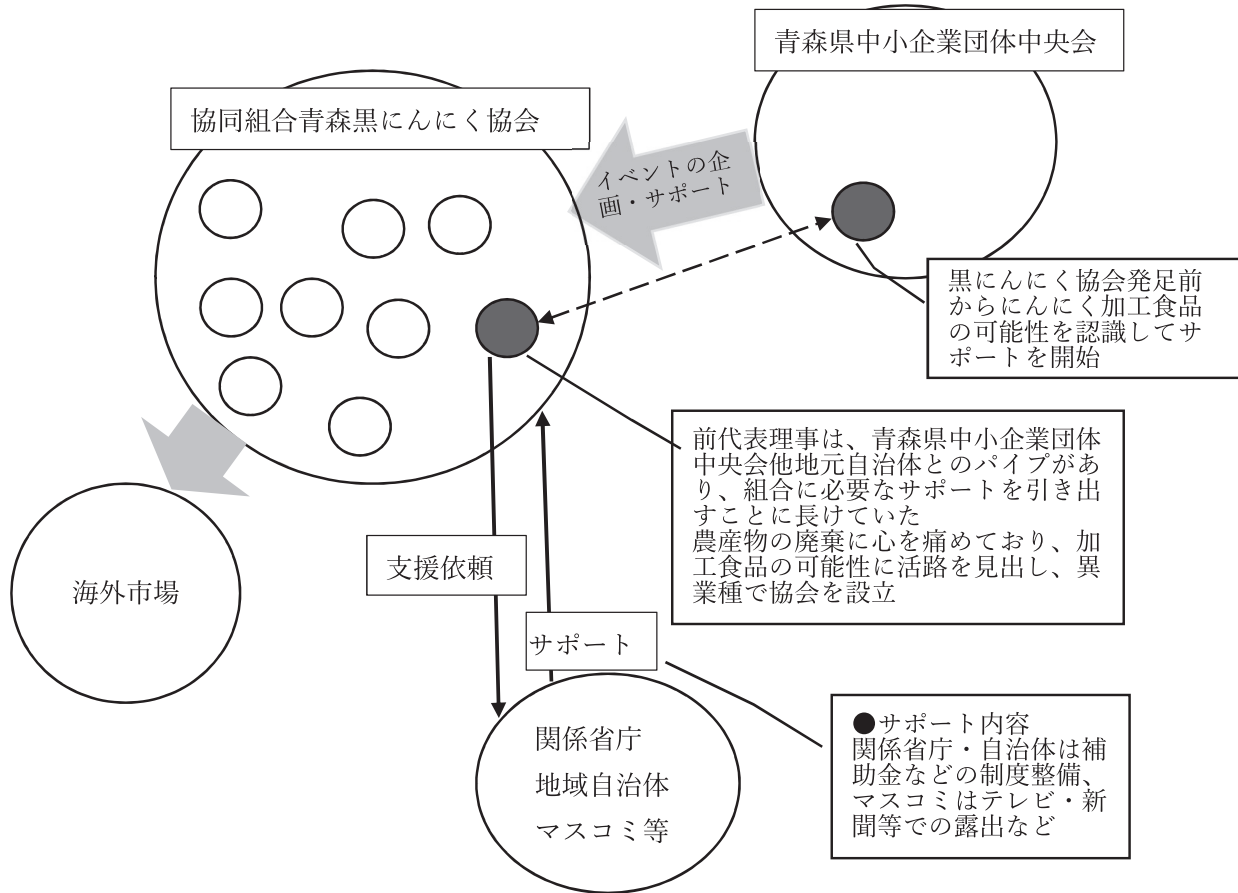 青森県中小企業団体中央会
協同組合青森黒にんにく協会
イベントの企
画・サポート
黒にんにく協会発足前
からにんにく加工食品
の可能性を認識してサ
ポートを開始
前代表理事は、青森県中小企業団体
中央会他地元自治体とのパイプがあ
り、組合に必要なサポートを引き出
すことに長けていた
農産物の廃棄に心を痛めており、加
工食品の可能性に活路を見出し、異
業種で協会を設立
支援依頼
海外市場
サポート
関係省庁
地域自治体
マスコミ等
●サポート内容
関係省庁・自治体は補
助金などの制度整備、
マスコミはテレビ・新
聞等での露出など